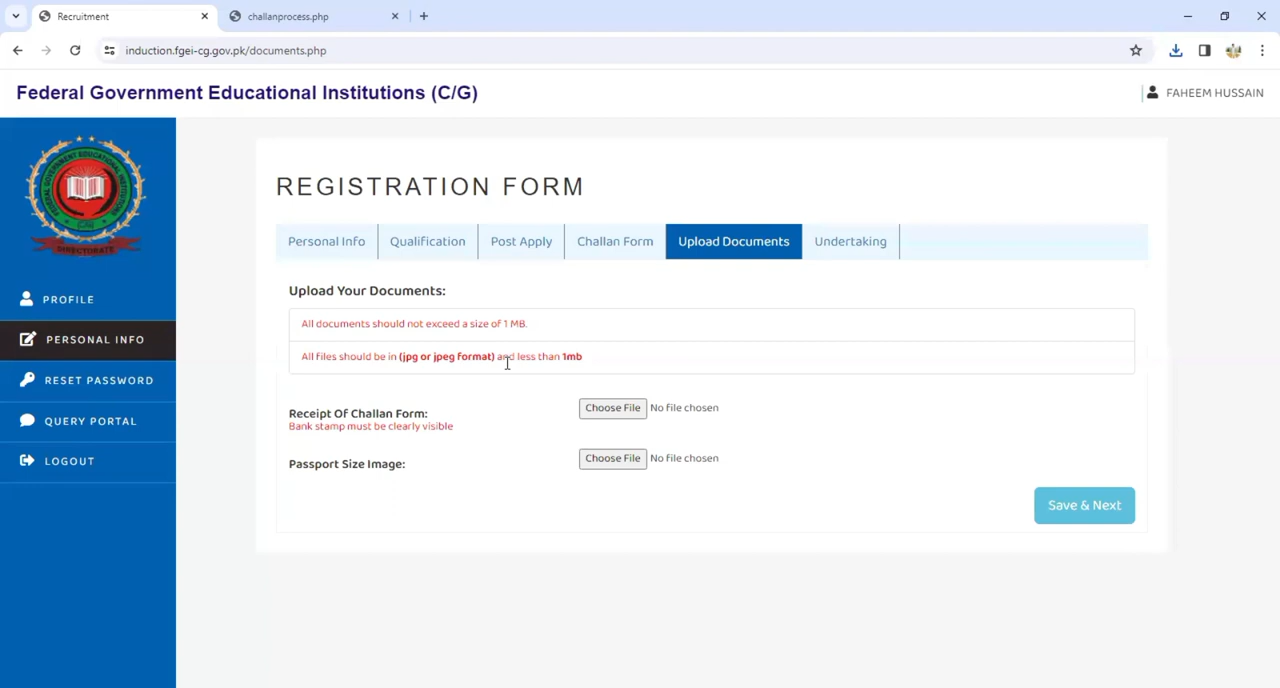 Recruitment
challanprocess.php
induction.fgei-cg.gov.pk/documents.php
Federal Government Educational Institutions (C/G)
FAHEEM HUSSAIN
DIRECTORATE
PROFILE
PERSONAL INFO
RESET PASSWORD
QUERY PORTAL
LOGOUT
REGISTRATION FORM
Personal Info
Qualification
Post Apply
Challan Form
Upload Documents
Undertaking
Upload Your Documents:
All documents should not exceed a size of 1 MB.
All files should be in (jpg or jpeg format) and less than 1mb
Receipt Of Challan Form:
Choose File No file chosen
Bank stamp must be clearly visible
Passport Size Image:
Choose File No file chosen
Save & Next